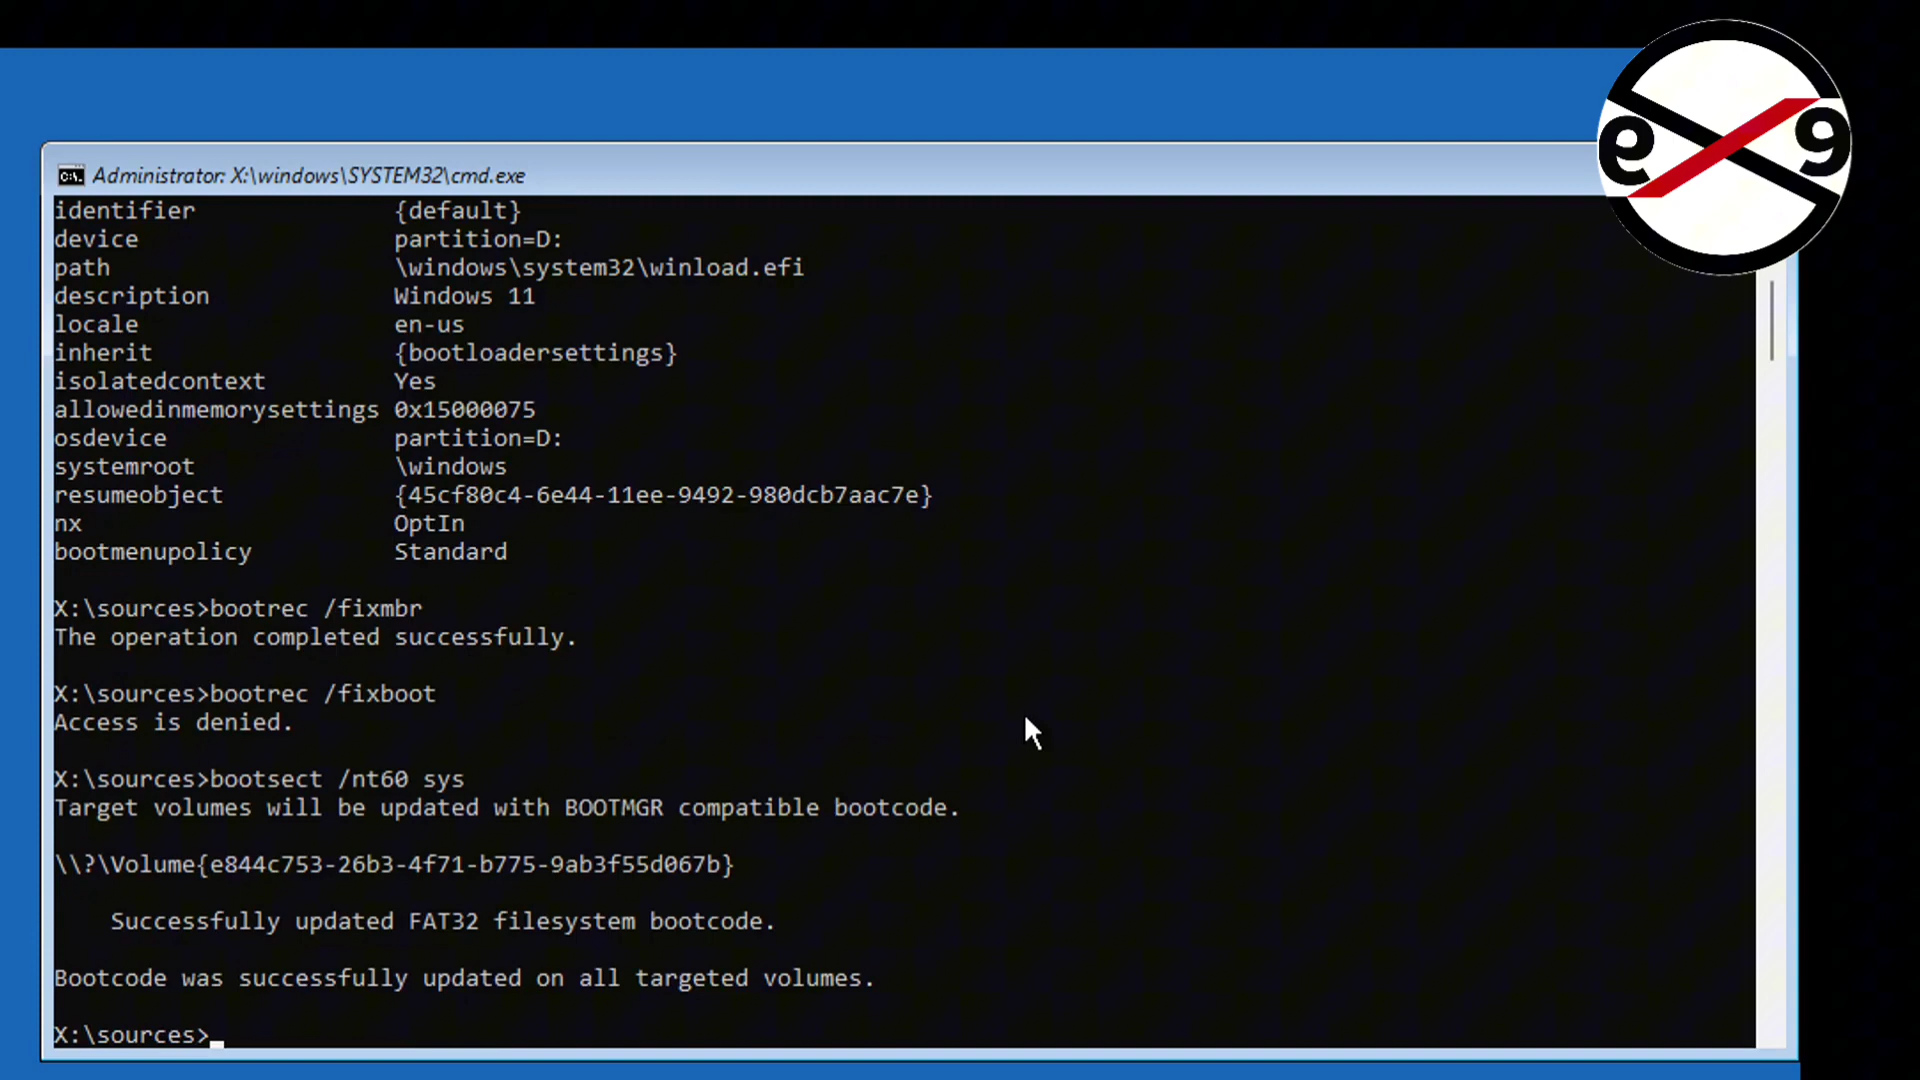 Administrator: X:\windows\SYSTEM32\cmd.exe
identifier {default}
device partition=D:
path \windows\system32\winload.efi
description Windows 11
locale en-us
inherit {bootloadersettings}
isolatedcontext Yes
allowedinmemorysettings 0x15000075
osdevice partition=D:
systemroot \windows
resumeobject {45cf80c4-6e44-11ee-9492-980dcb7aac7e}
nx OptIn
bootmenupolicy Standard
X:\sources>bootrec /fixmbr
The operation completed successfully.
X:\sources>bootrec /fixboot
Access is denied.
X:\sources>bootsect /nt60 sys
Target volumes will be updated with BOOTMGR compatible bootcode.
\\?\Volume{e844c753-26b3-4f71-b775-9ab3f55d067b}
Successfully updated FAT32 filesystem bootcode.
Bootcode was successfully updated on all targeted volumes.
X:\sources>